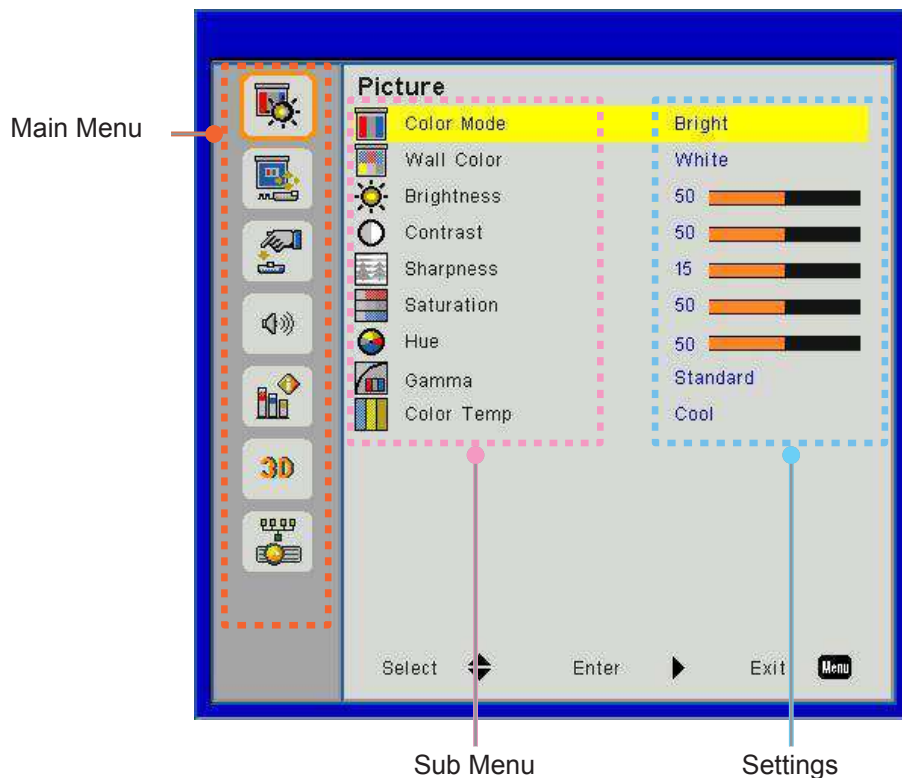 Main Menu
Picture
Color Mode Bright
Wall Color White
Brightness 50
Contrast 50
Sharpness 15
Saturation 50
Hue 50
Gamma Standard
Color Temp Cool
3D
Select Enter Exit Menu
Sub Menu Settings